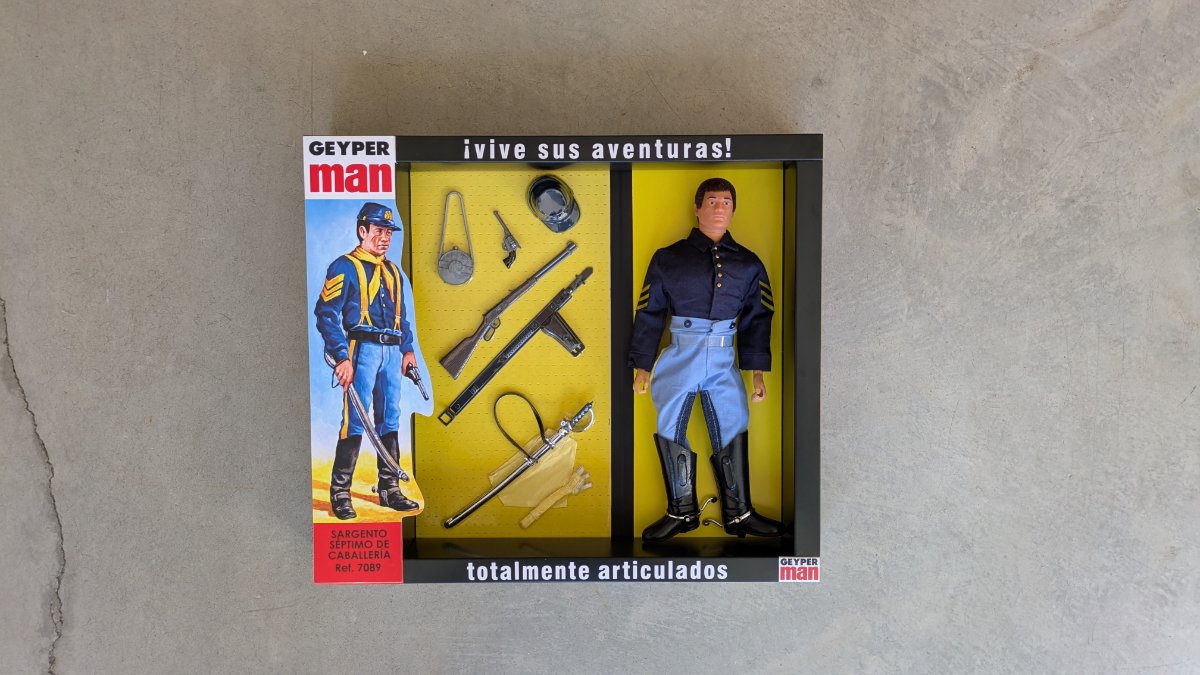 GEYPER
man
¡vive sus aventuras!
SARGENTO
SÉPTIMO DE
CABALLERÍA
Ref. 7089
totalmente articulados
GEYPER
man